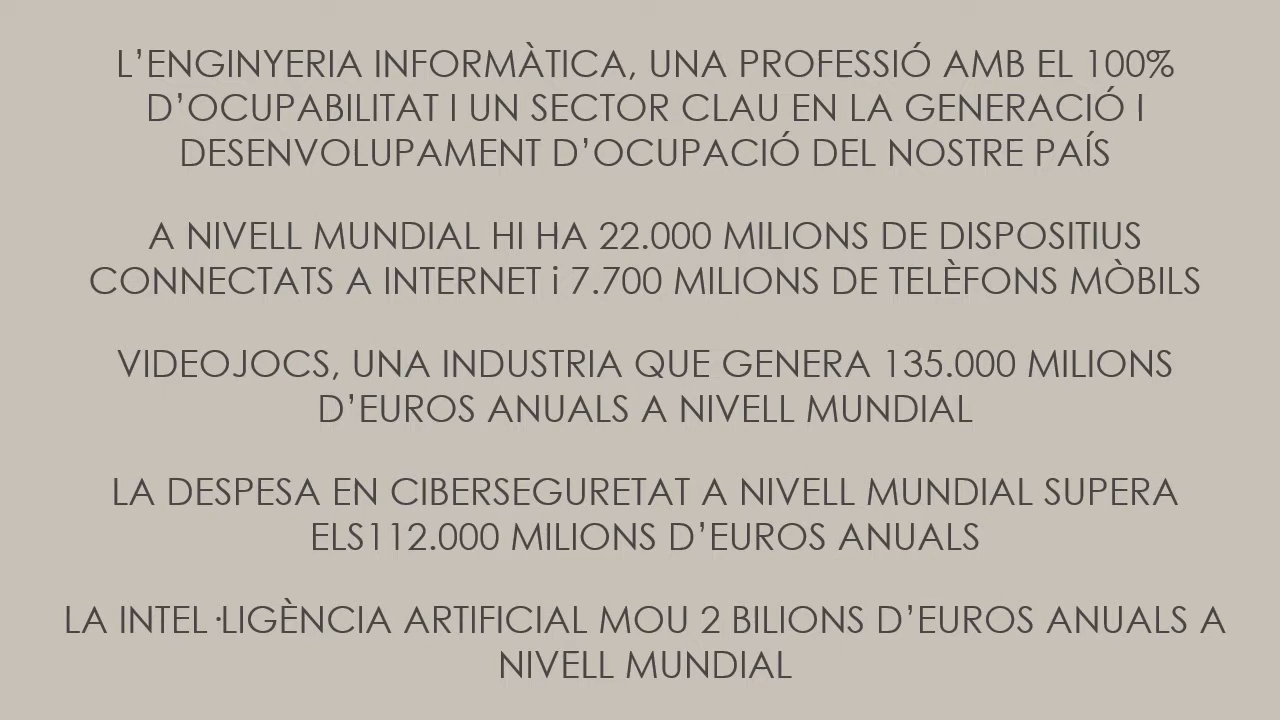 L’ENGINYERIA INFORMÀTICA, UNA PROFESSIÓ AMB EL 100%
D’OCUPABILITAT I UN SECTOR CLAU EN LA GENERACIÓ I
DESENVOLUPAMENT D’OCUPACIÓ DEL NOSTRE PAÍS
A NIVELL MUNDIAL HI HA 22.000 MILIONS DE DISPOSITIUS
CONNECTATS A INTERNET i 7.700 MILIONS DE TELÈFONS MÒBILS
VIDEOJOCS, UNA INDUSTRIA QUE GENERA 135.000 MILIONS
D’EUROS ANUALS A NIVELL MUNDIAL
LA DESPESA EN CIBERSEGURETAT A NIVELL MUNDIAL SUPERA
ELS112.000 MILIONS D’EUROS ANUALS
LA INTEL·LIGÈNCIA ARTIFICIAL MOU 2 BILIONS D’EUROS ANUALS A
NIVELL MUNDIAL